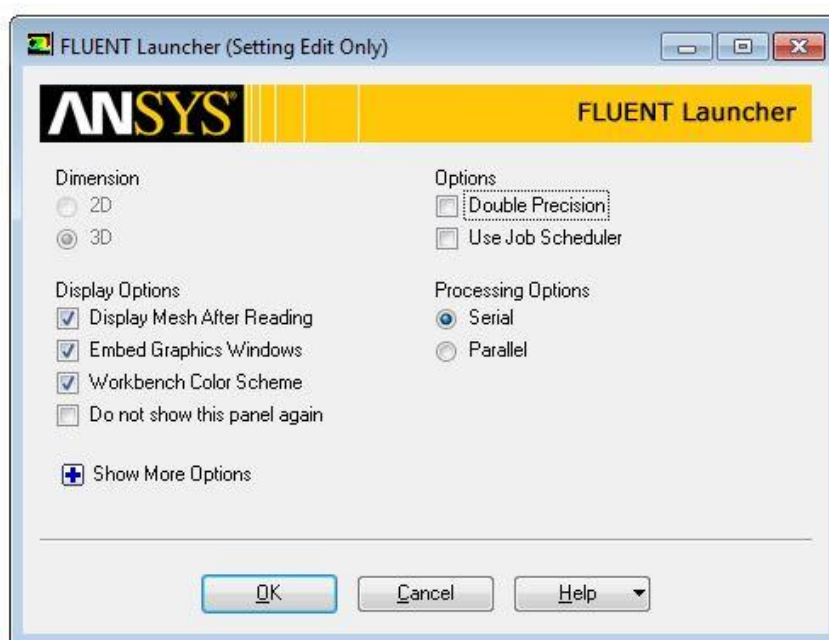 FLUENT Launcher (Setting Edit Only)
ANSYS
FLUENT Launcher
Dimension
2D
3D
Options
Double Precision
Use Job Scheduler
Display Options
Display Mesh After Reading
Embed Graphics Windows
Workbench Color Scheme
Do not show this panel again
Processing Options
Serial
Parallel
Show More Options
OK
Cancel
Help